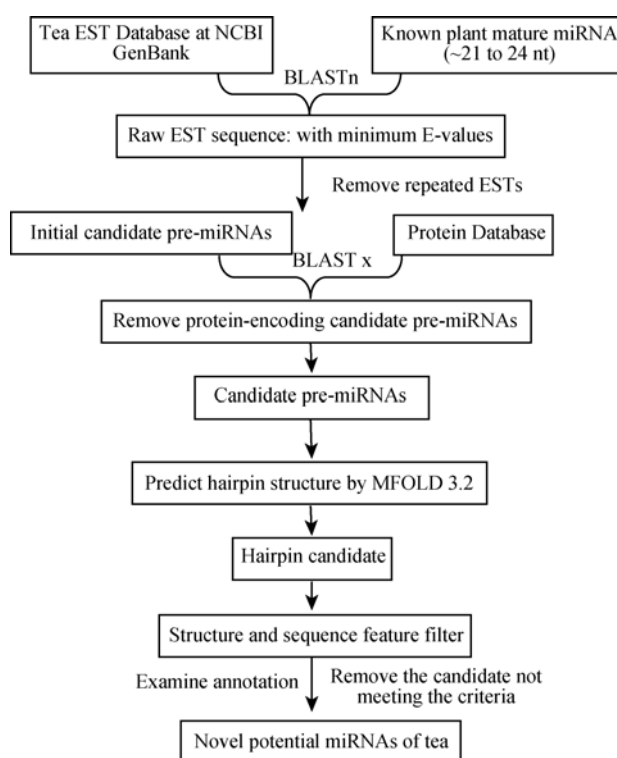 Tea EST Database at NCBI
GenBank
Known plant mature miRNA
(~21 to 24 nt)
BLASTn
Raw EST sequence: with minimum E-values
Remove repeated ESTs
Initial candidate pre-miRNAs
Protein Database
BLAST x
Remove protein-encoding candidate pre-miRNAs
Candidate pre-miRNAs
Predict hairpin structure by MFOLD 3.2
Hairpin candidate
Structure and sequence feature filter
Examine annotation
Remove the candidate not
meeting the criteria
Novel potential miRNAs of tea